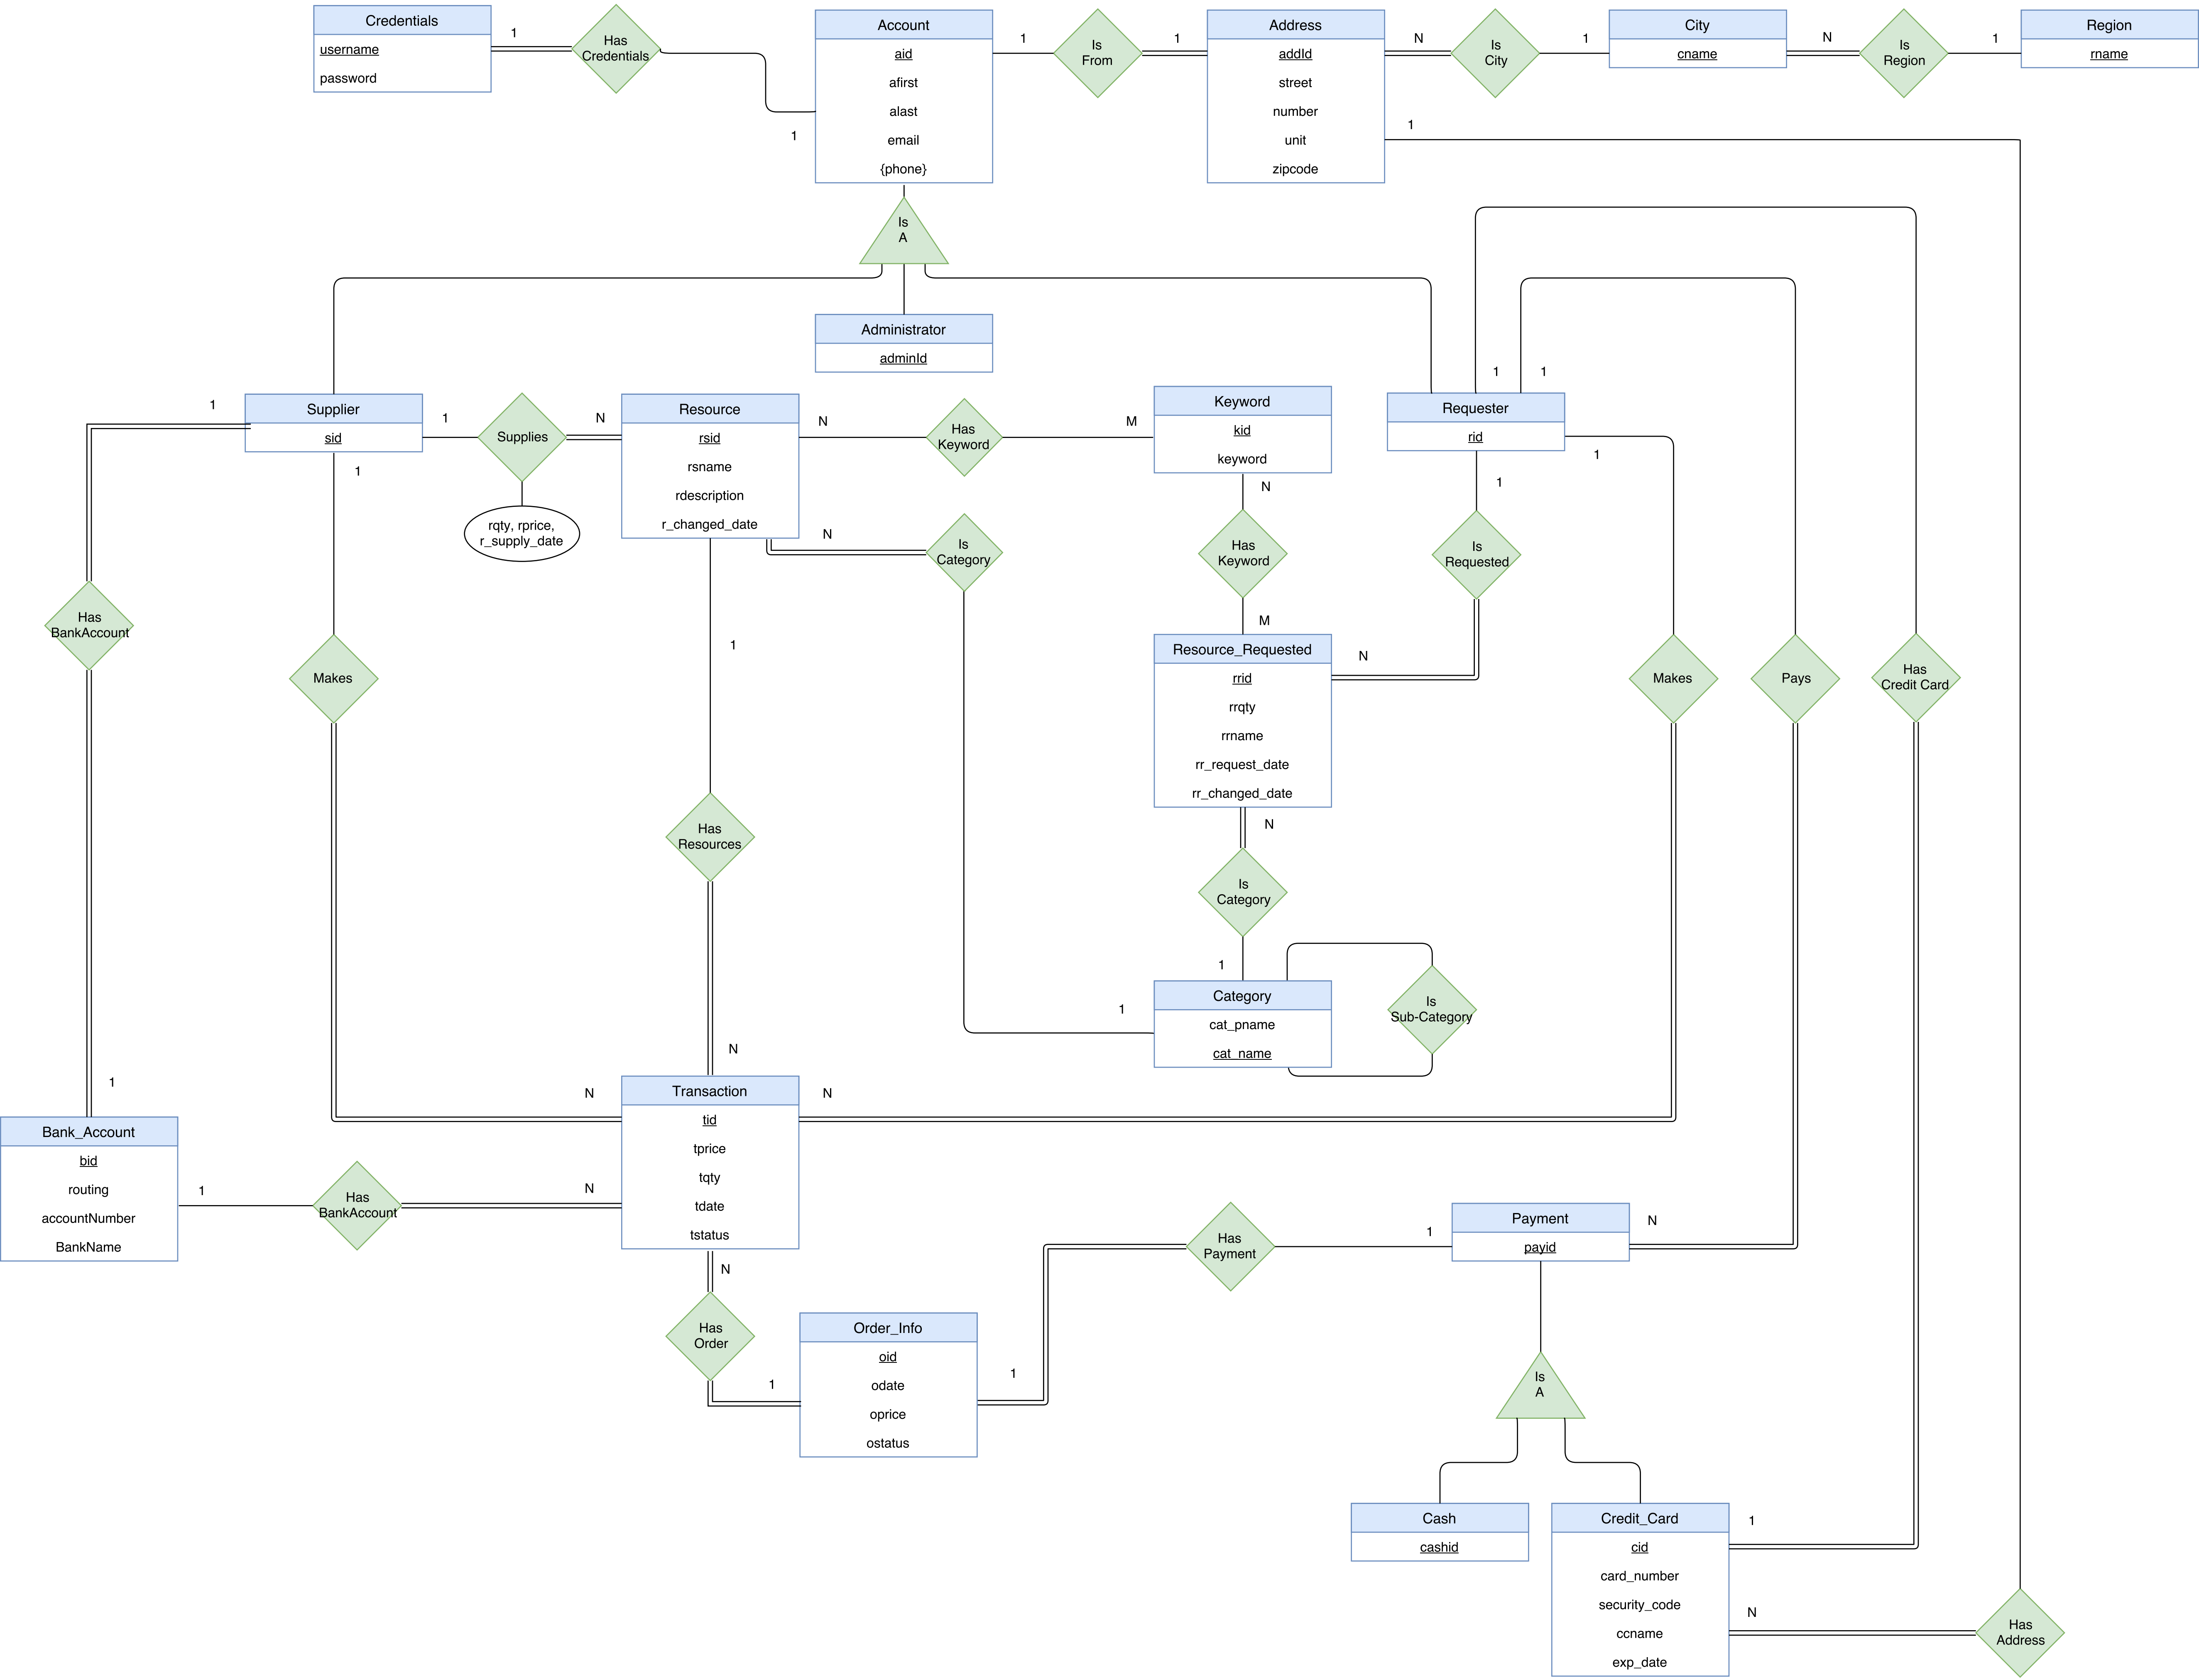 Credentials
username
password
1
Has
Credentials
1
Account
aid
afirst
alast
email
{phone}
1
Is
From
1
Address
addId
street
number
unit
zipcode
N
Is
City
1
City
cname
N
Is
Region
1
Region
rname
1
Is
A
Administrator
adminId
1
Supplier
sid
1
1
Supplies
rqty, rprice,
r_supply_date
N
Resource
rsid
rsname
rdescription
r_changed_date
N
Has
Keyword
M
Keyword
kid
keyword
1
1
Requester
rid
1
1
N
Is
Category
N
Has
Keyword
M
Is
Requested
N
Has
BankAccount
Makes
1
Resource_Requested
rrid
rrqty
rrname
rr_request_date
rr_changed_date
Makes
Pays
Has
Credit Card
Has
Resources
N
Is
Category
1
1
Category
cat_pname
cat_name
Is
Sub-Category
N
1
N
Transaction
tid
tprice
tqty
tdate
tstatus
N
Bank_Account
bid
routing
accountNumber
BankName
1
Has
BankAccount
N
N
Has
Order
1
Order_Info
oid
odate
oprice
ostatus
1
Has
Payment
1
Payment
payid
N
Is
A
Cash
cashid
Credit_Card
cid
card_number
security_code
ccname
exp_date
1
N
Has
Address